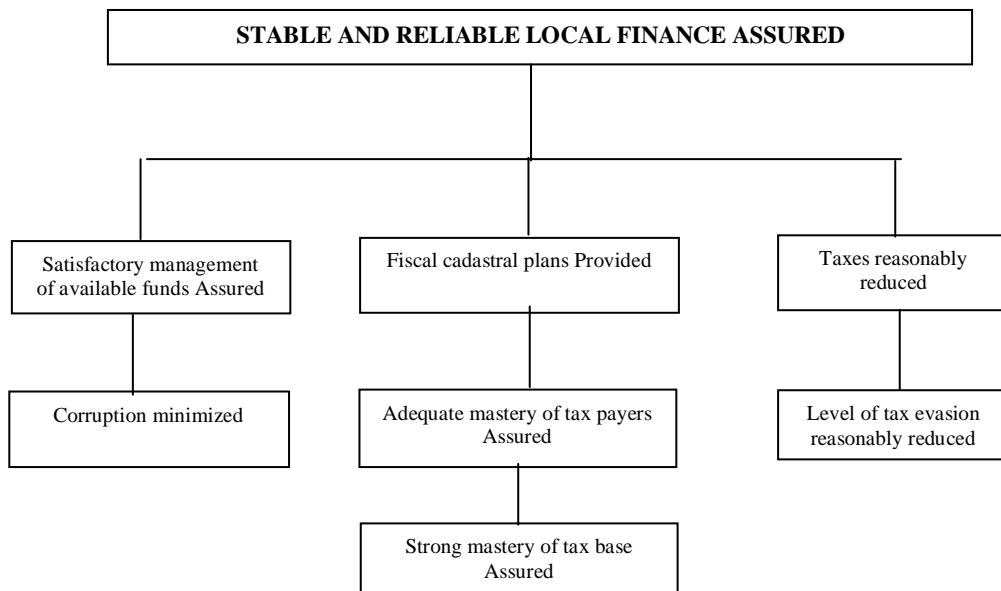 STABLE AND RELIABLE LOCAL FINANCE ASSURED
Satisfactory management
of available funds Assured
Fiscal cadastral plans Provided
Taxes reasonably
reduced
Corruption minimized
Adequate mastery of tax payers
Assured
Level of tax evasion
reasonably reduced
Strong mastery of tax base
Assured